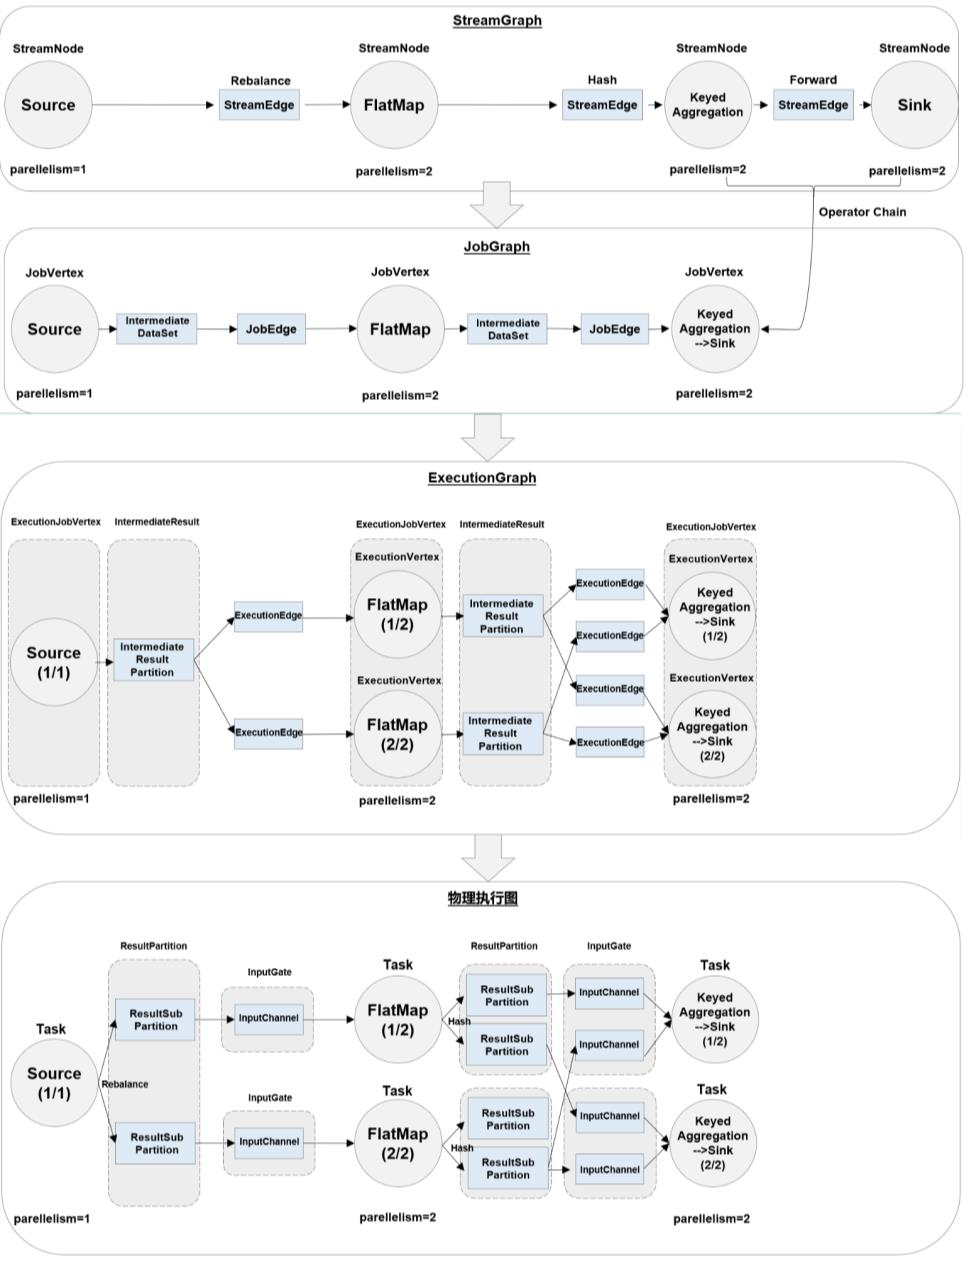 StreamGraph
StreamNode
StreamNode
StreamNode
StreamNode
Rebalance
Hash
Forward
Source
StreamEdge
FlatMap
StreamEdge
Keyed
Aggregation
StreamEdge
Sink
parellelism=1
parellelism=2
parellelism=2
parellelism=2
Operator Chain
JobGraph
JobVertex
JobVertex
JobVertex
Source
Intermediate
DataSet
JobEdge
FlatMap
Intermediate
DataSet
JobEdge
Keyed
Aggregation
-->Sink
parellelism=1
parellelism=2
parellelism=2
ExecutionGraph
ExecutionJobVertex
IntermediateResult
ExecutionJobVertex
IntermediateResult
ExecutionJobVertex
ExecutionVertex
ExecutionVertex
Source
(1/1)
Intermediate
Result
Partition
ExecutionEdge
ExecutionEdge
FlatMap
(1/2)
ExecutionVertex
FlatMap
(2/2)
Intermediate
Result
Partition
Intermediate
Result
Partition
ExecutionEdge
ExecutionEdge
ExecutionEdge
ExecutionEdge
Keyed
Aggregation
-->Sink
(1/2)
ExecutionVertex
Keyed
Aggregation
-->Sink
(2/2)
parellelism=1
parellelism=2
parellelism=2
物理执行图
ResultPartition
ResultPartition
InputGate
Task
Source
(1/1)
Rebalance
ResultSub
Partition
ResultSub
Partition
InputGate
InputChannel
InputGate
InputChannel
Task
FlatMap
(1/2)
Hash
Task
FlatMap
(2/2)
Hash
ResultSub
Partition
ResultSub
Partition
ResultSub
Partition
ResultSub
Partition
InputChannel
InputChannel
InputChannel
InputChannel
Task
Keyed
Aggregation
-->Sink
(1/2)
Task
Keyed
Aggregation
-->Sink
(2/2)
parellelism=1
parellelism=2
parellelism=2